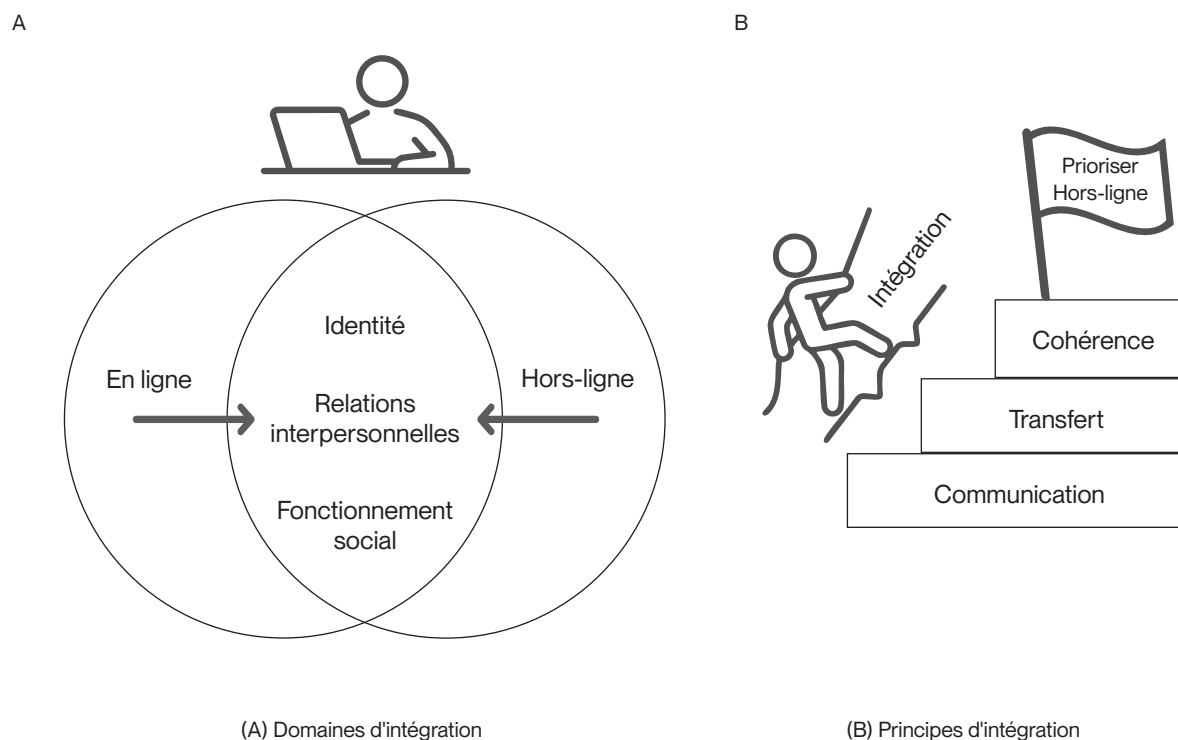 A
En ligne
Identité
Relations
interpersonnelles
Fonctionnement
social
Hors-ligne
(A) Domaines d'intégration
B
Intégration
Prioriser
Hors-ligne
Cohérence
Transfert
Communication
(B) Principes d'intégration